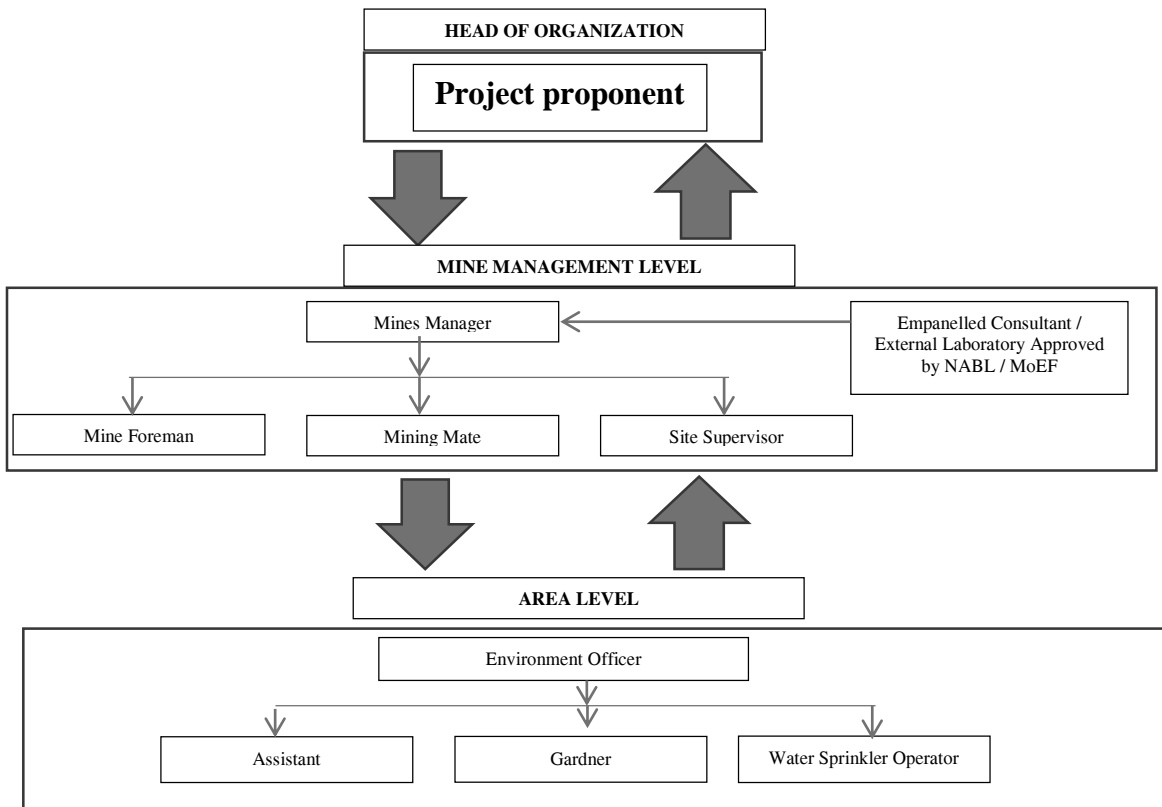 HEAD OF ORGANIZATION
Project proponent
MINE MANAGEMENT LEVEL
Mines Manager
Empanelled Consultant /
External Laboratory Approved
by NABL / MoEF
Mine Foreman
Mining Mate
Site Supervisor
AREA LEVEL
Environment Officer
Assistant
Gardner
Water Sprinkler Operator